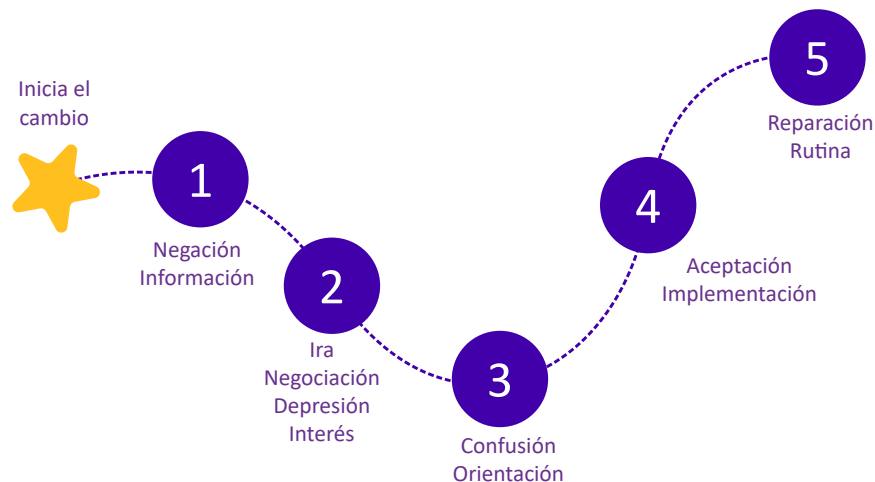 Inicia el
cambio
1
Negación
Información
2
Ira
Negociación
Depresión
Interés
3
Confusión
Orientación
4
Aceptación
Implementación
5
Reparación
Rutina